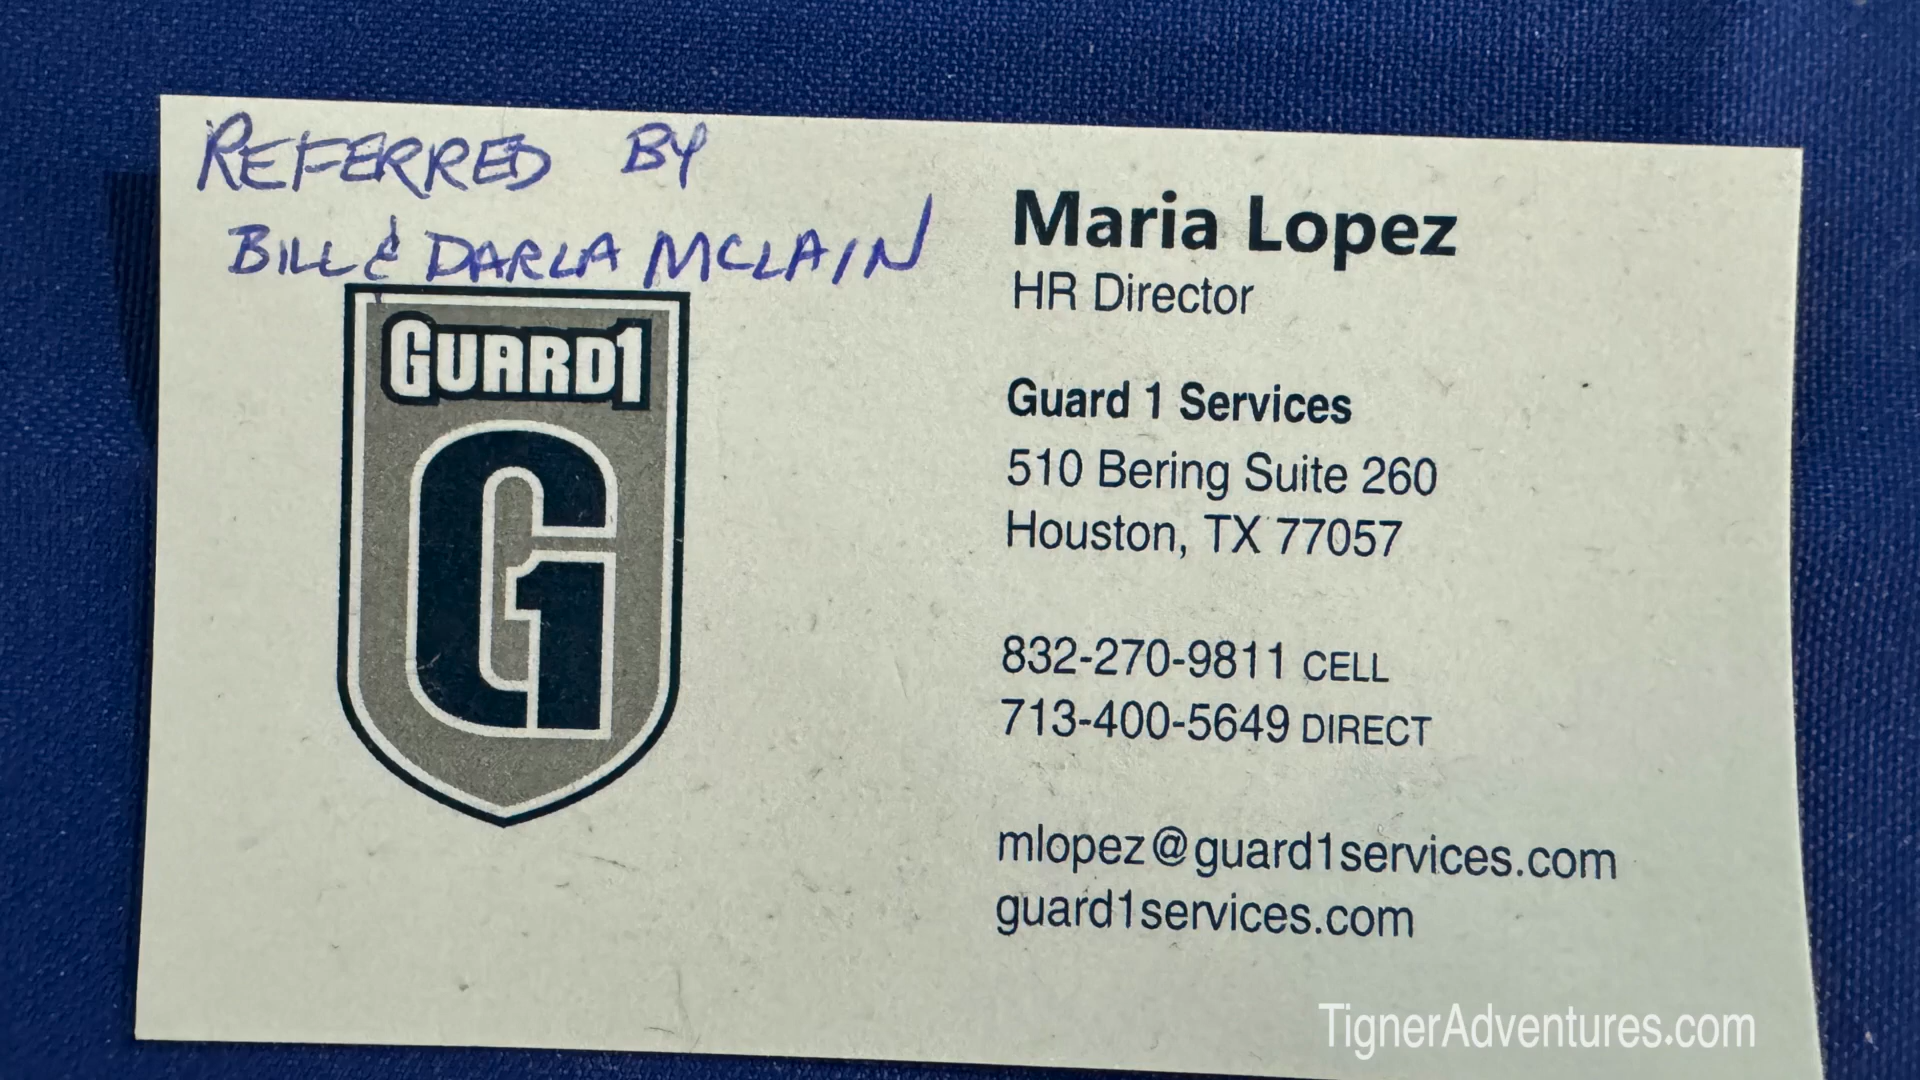 REFERRED BY
BILL & DARLA MCLAIN
GUARD1
G1
Maria Lopez
HR Director
Guard 1 Services
510 Bering Suite 260
Houston, TX 77057
832-270-9811 CELL
713-400-5649 DIRECT
mlopez@guard1services.com
guard1services.com
TignerAdventures.com